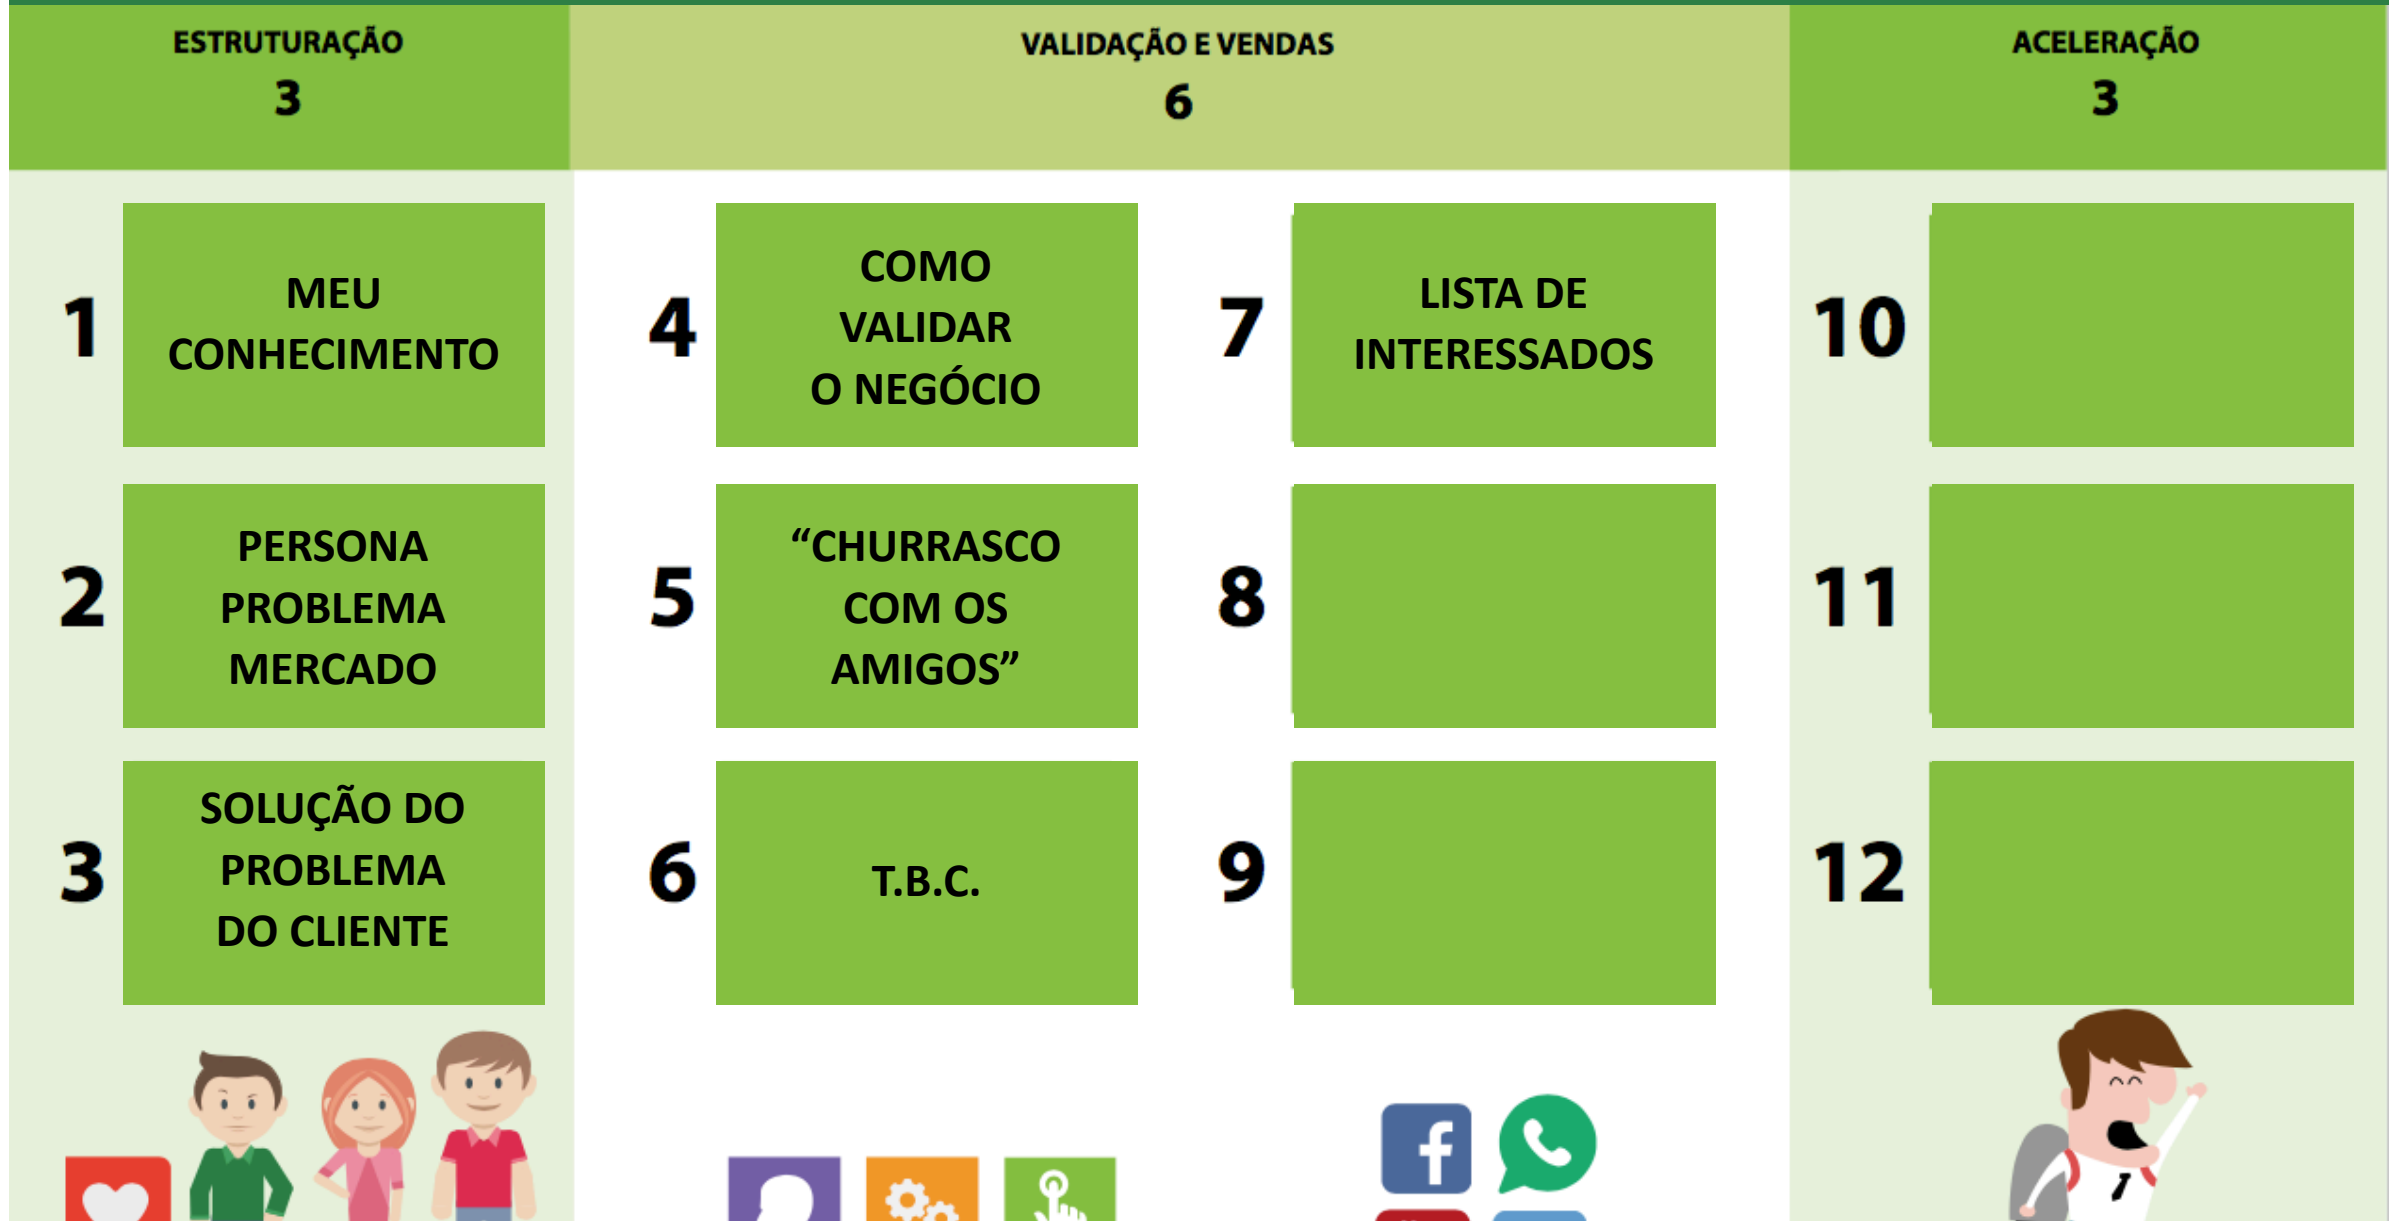 ESTRUTURAÇÃO
3
VALIDAÇÃO E VENDAS
6
ACELERAÇÃO
3
1
MEU
CONHECIMENTO
2
PERSONA
PROBLEMA
MERCADO
3
SOLUÇÃO DO
PROBLEMA
DO CLIENTE
4
COMO
VALIDAR
O NEGÓCIO
5
“CHURRASCO
COM OS
AMIGOS”
6
T.B.C.
7
LISTA DE
INTERESSADOS
8
9
10
11
12